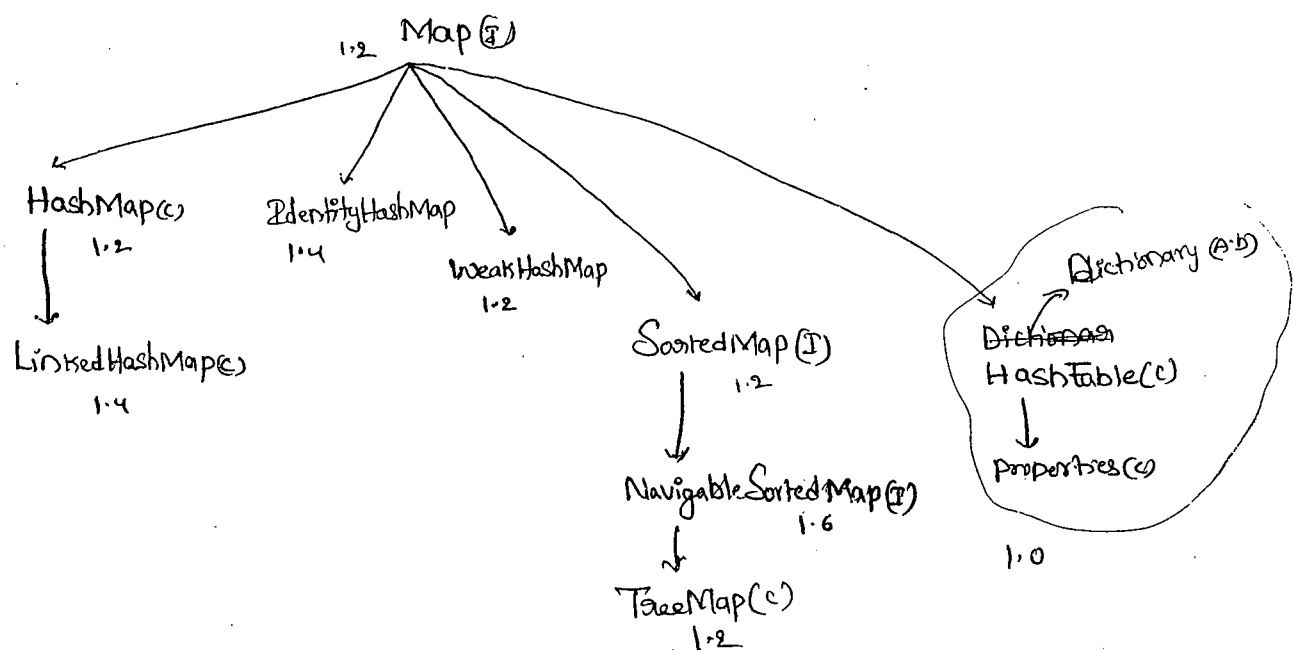 Map (I)
1.2
HashMap(c)
1.2
IdentityHashMap
1.4
WeakHashMap
1.2
SortedMap (I)
1.2
Dictionary (A.b)
Dictionar
HashTable(c)
Properties(c)
1.0
LinkedHashMap(c)
1.4
NavigableSortedMap(I)
1.6
TreeMap(c)
1.2